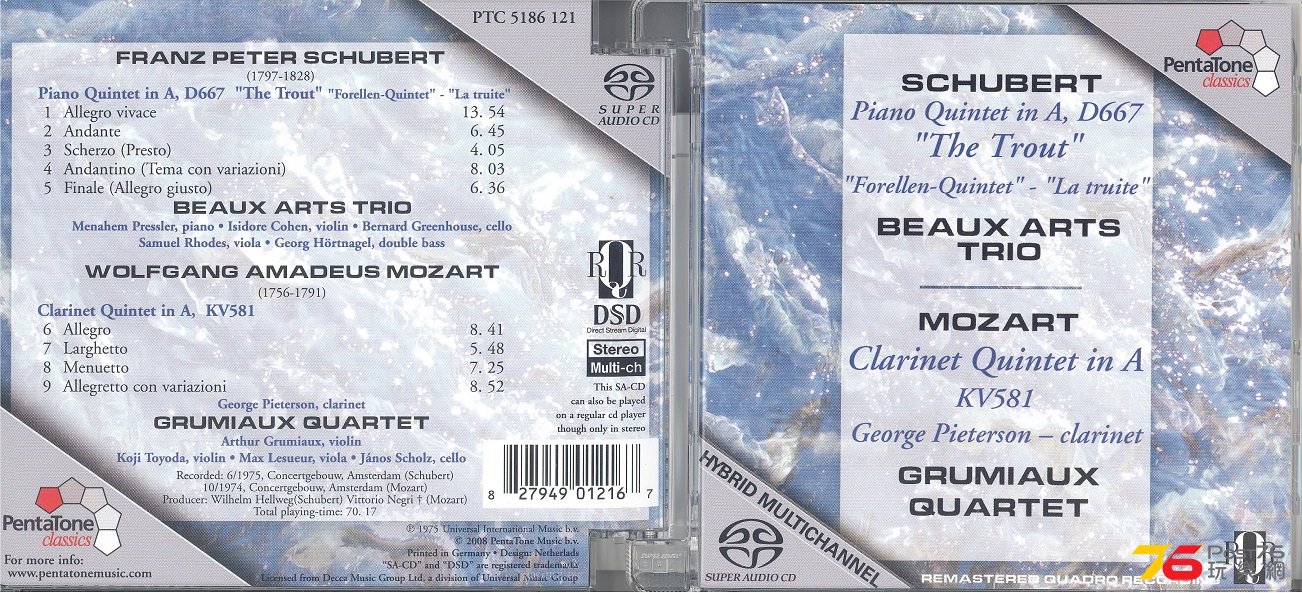 PTC 5186 121
FRANZ PETER SCHUBERT
(1797-1828)
Piano Quintet in A, D667 "The Trout" "Forellen-Quintet" - "La truite"
1 Allegro vivace 13. 54
2 Andante 6. 45
3 Scherzo (Presto) 4. 05
4 Andantino (Tema con variazioni) 8. 03
5 Finale (Allegro giusto) 6. 36
BEAUX ARTS TRIO
Menahem Pressler, piano • Isidore Cohen, violin • Bernard Greenhouse, cello
Samuel Rhodes, viola • Georg Hörtnagel, double bass
WOLFGANG AMADEUS MOZART
(1756-1791)
Clarinet Quintet in A, KV581
6 Allegro 8. 41
7 Larghetto 5. 48
8 Menuetto 7. 25
9 Allegretto con variazioni 8. 52
George Pieterson, clarinet
GRUMIAUX QUARTET
Arthur Grumiaux, violin
Koji Toyoda, violin • Max Lesueur, viola • János Scholz, cello
Recorded: 6/1975, Concertgebouw, Amsterdam (Schubert)
10/1974, Concertgebouw, Amsterdam (Mozart)
Producer: Wilhelm Hellweg(Schubert) Vittorio Negri † (Mozart)
Total playing-time: 70. 17
℗ 1975 Universal International Music b.v.
© 2008 PentaTone Music b.v.
Printed in Germany • Design: Netherlads
"SA-CD" and "DSD" are registered trademarks
Licensed from Decca Music Group Ltd, a division of Universal Music Group
PentaTone
classics
For more info:
www.pentatonemusic.com
SUPER
AUDIO CD
RQR
DSD
Direct Stream Digital
Stereo
Multi-ch
This SA-CD
can also be played
on a regular cd player
though only in stereo
8 27949 01216 7
PentaTone
classics
SCHUBERT
Piano Quintet in A, D667
"The Trout"
"Forellen-Quintet" - "La truite"
BEAUX ARTS
TRIO
MOZART
Clarinet Quintet in A
KV581
George Pieterson – clarinet
GRUMIAUX
QUARTET
HYBRID MULTICHANNEL
SUPER AUDIO CD
REMASTERED QUADRO RECORDING
RQR
76
玩樂網